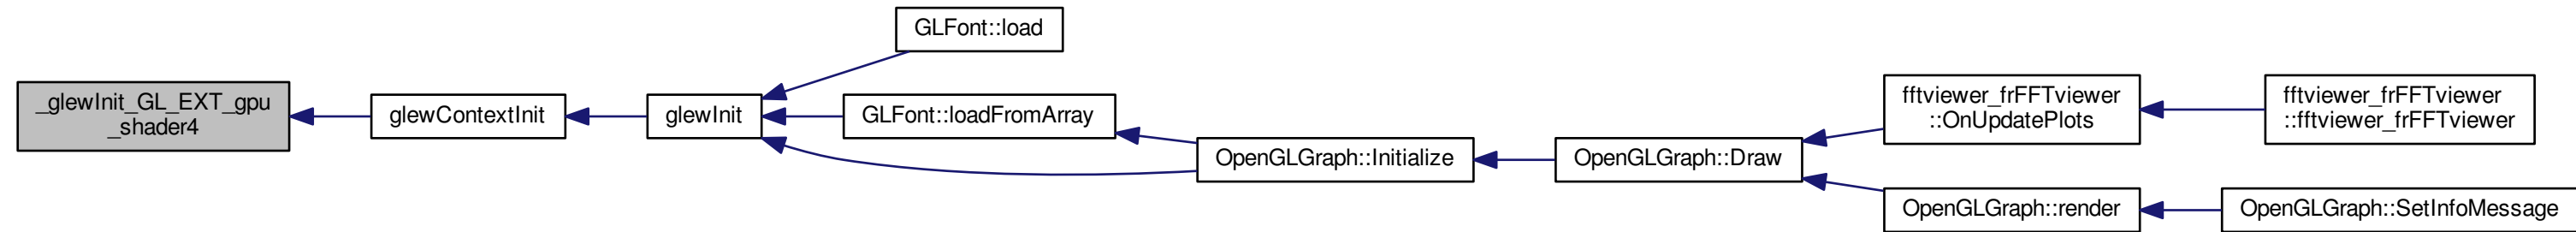 GLFont::load
_glewInit_GL_EXT_gpu
_shader4
glewContextInit
glewInit
GLFont::loadFromArray
OpenGLGraph::Initialize
OpenGLGraph::Draw
fftviewer_frFFTviewer
::OnUpdatePlots
fftviewer_frFFTviewer
::fftviewer_frFFTviewer
OpenGLGraph::render
OpenGLGraph::SetInfoMessage